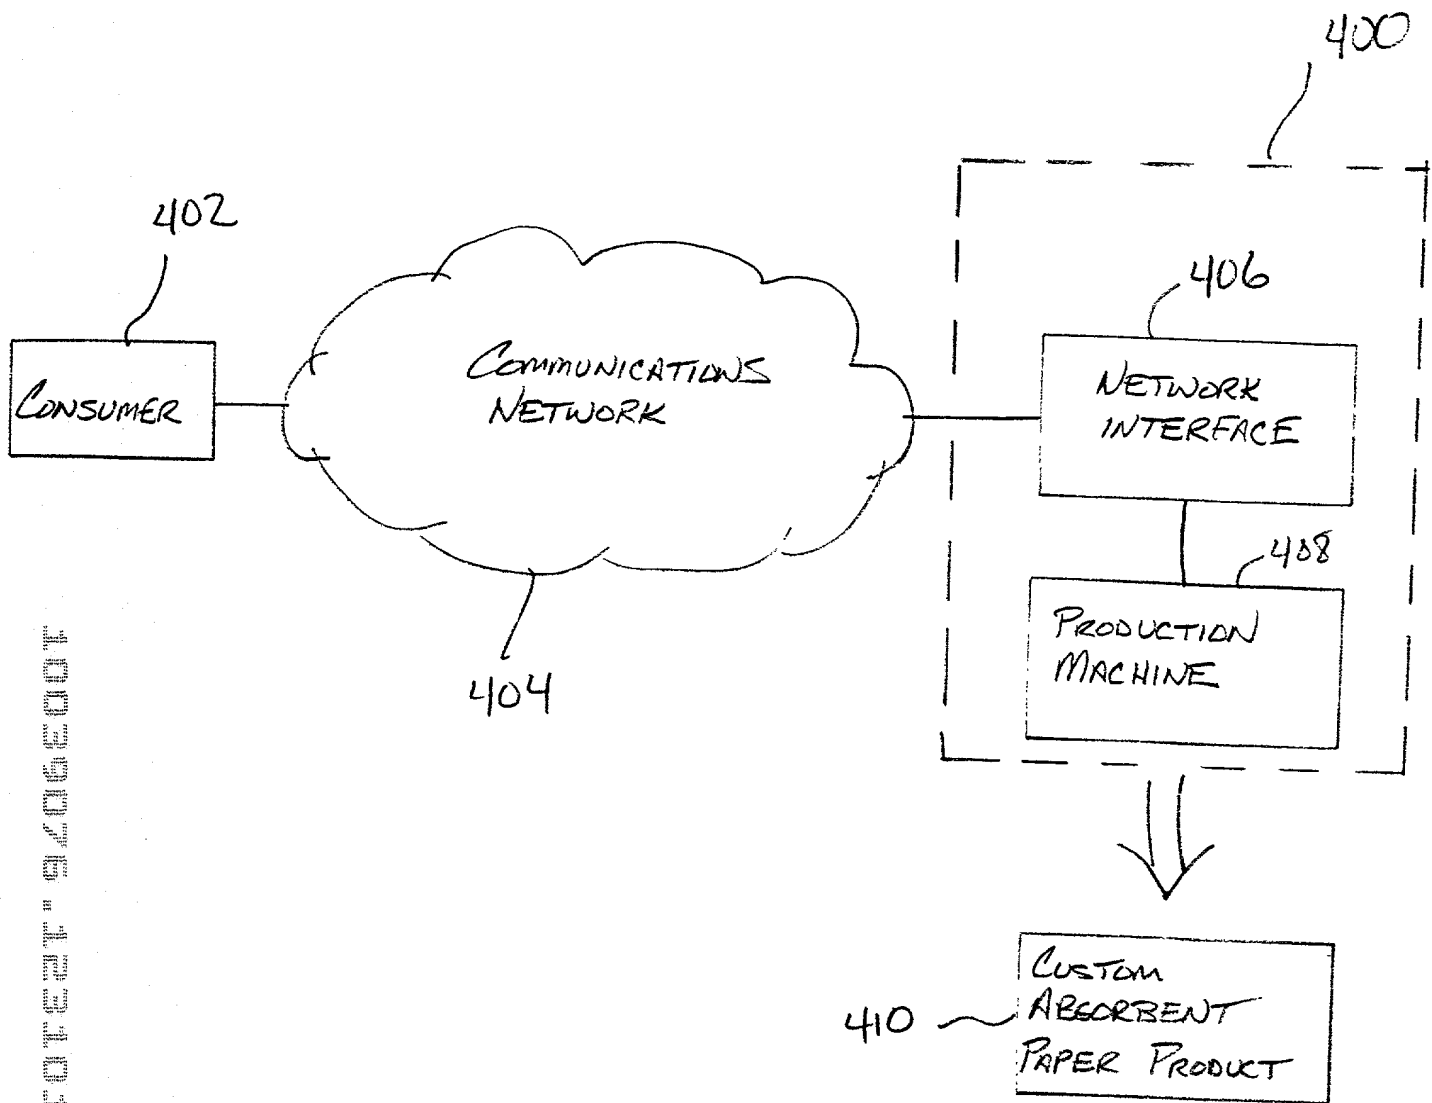 400
402
406
CONSUMER
COMMUNICATIONS
NETWORK
NETWORK
INTERFACE
408
PRODUCTION
MACHINE
404
CUSTOM
ABSORBENT
PAPER PRODUCT
410